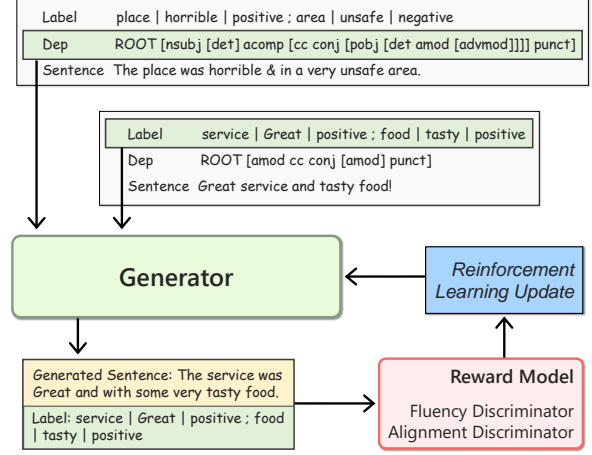 Label place | horrible | positive ; area | unsafe | negative
Dep ROOT [nsubj [det] acomp [cc conj [pobj [det amod [advmod]]]] punct]
Sentence The place was horrible & in a very unsafe area.
Label service | Great | positive ; food | tasty | positive
Dep ROOT [amod cc conj [amod] punct]
Sentence Great service and tasty food!
Generator
Reinforcement
Learning Update
Generated Sentence: The service was
Great and with some very tasty food.
Label: service | Great | positive ; food
| tasty | positive
Reward Model
Fluency Discriminator
Alignment Discriminator